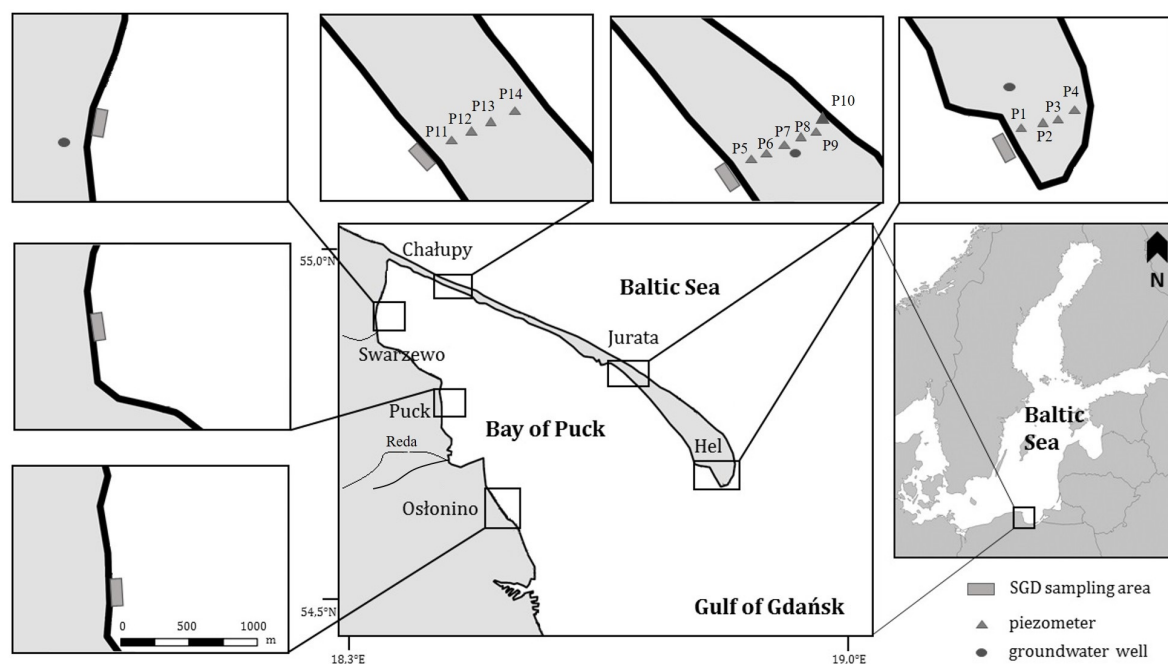 P11
P12
P13
P14
P5
P6
P7
P8
P9
P10
P1
P2
P3
P4
55,0°N
Chałupy
Baltic Sea
Jurata
Swarzewo
Puck
Bay of Puck
Reda
Hel
Osłonino
Gulf of Gdańsk
54,5°N
18.3°E
19.0°E
0 500 1000
m
N
Baltic
Sea
SGD sampling area
piezometer
groundwater well